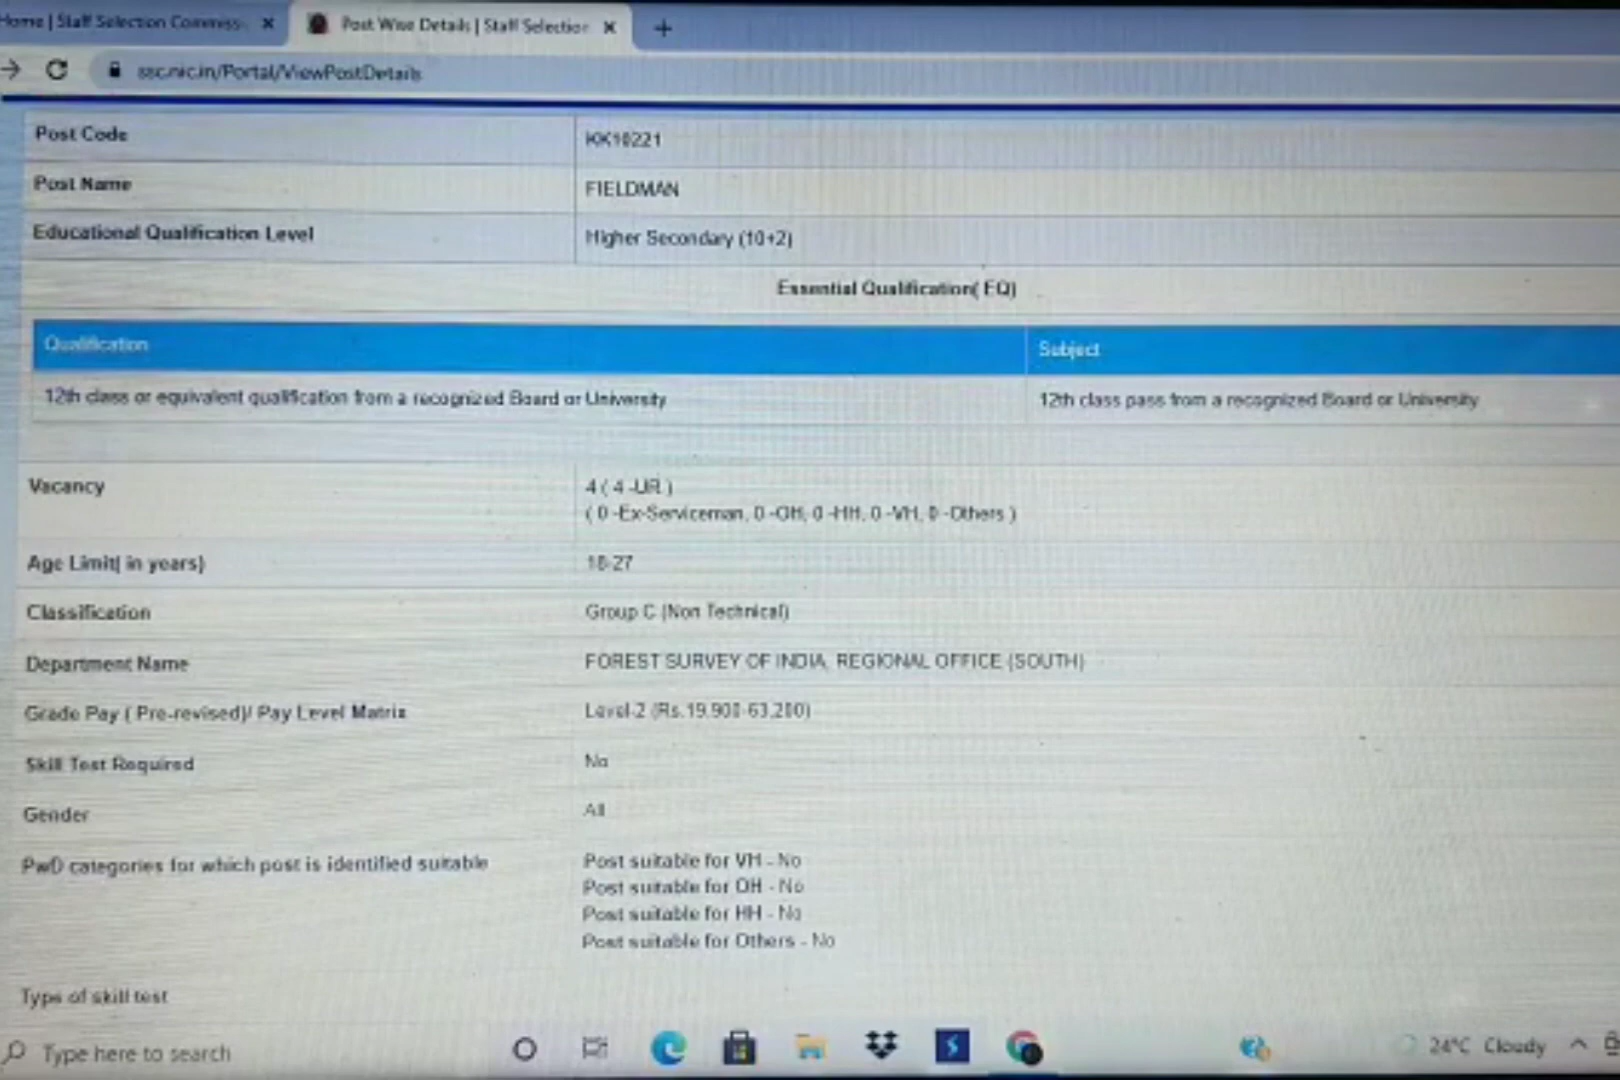 Home | Staff Selection Commiss
Post Wise Details | Staff Selection
ssc.nic.in/Portal/ViewPostDetails
Post Code KK10221
Post Name FIELDMAN
Educational Qualification Level Higher Secondary (10+2)
Essential Qualification( EQ)
Qualification Subject
12th class or equivalent qualification from a recognized Board or University 12th class pass from a recognized Board or University
Vacancy 4 ( 4 -UR )
( 0 -Ex-Serviceman, 0 -OH, 0 -HH, 0 -VH, 0 -Others )
Age Limit( in years) 18-27
Classification Group C (Non Technical)
Department Name FOREST SURVEY OF INDIA, REGIONAL OFFICE (SOUTH)
Grade Pay ( Pre-revised)/ Pay Level Matrix Level-2 (Rs.19,900-63,200)
Skill Test Required No
Gender All
PwD categories for which post is identified suitable Post suitable for VH - No
Post suitable for OH - No
Post suitable for HH - No
Post suitable for Others - No
Type of skill test
Type here to search 24°C Cloudy